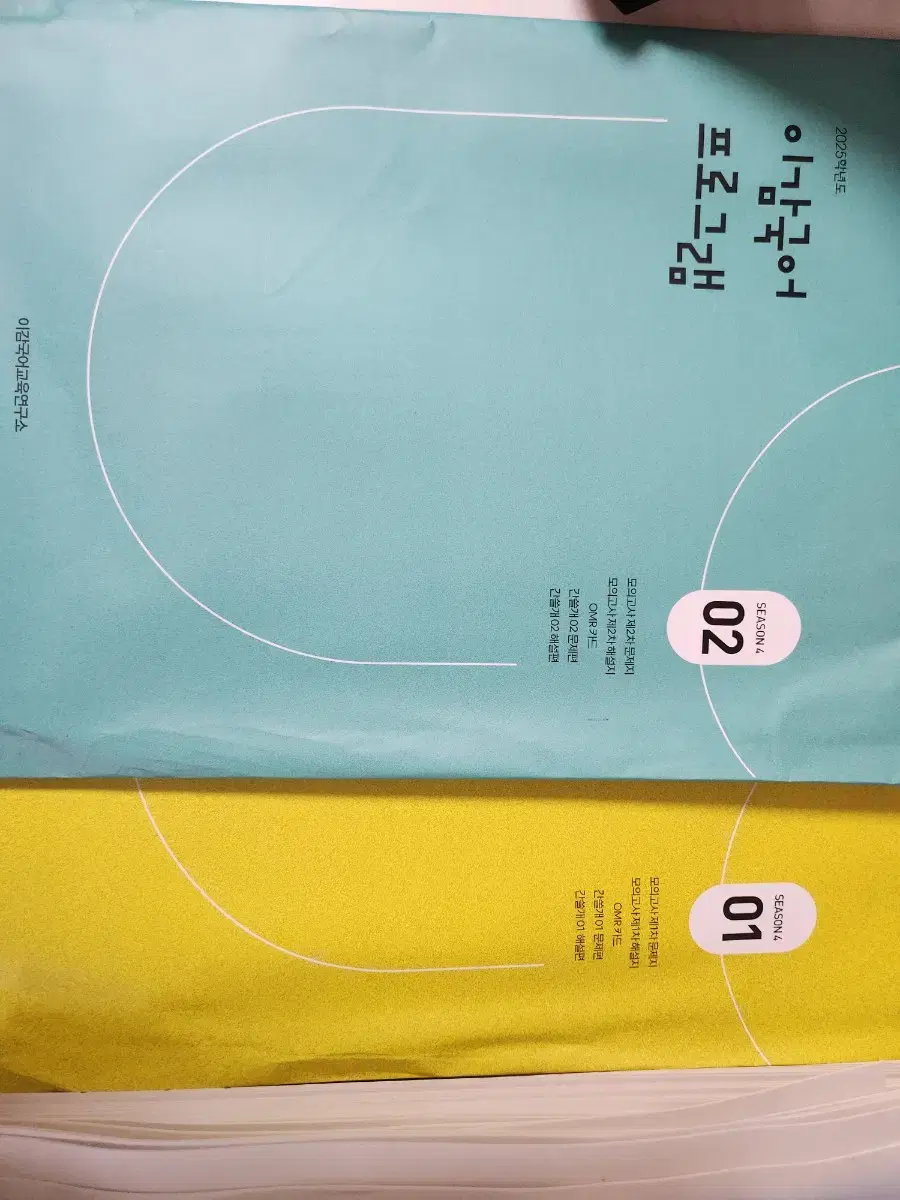 2025학년도
이감국어
프로그램
SEASON 4
02
모의고사 제2차 문제지
모의고사 제2차 해설지
OMR 카드
간쓸개 02 문제편
간쓸개 02 해설편
이감국어교육연구소
SEASON 4
01
모의고사 제1차 문제지
모의고사 제1차 해설지
OMR 카드
간쓸개 01 문제편
간쓸개 01 해설편